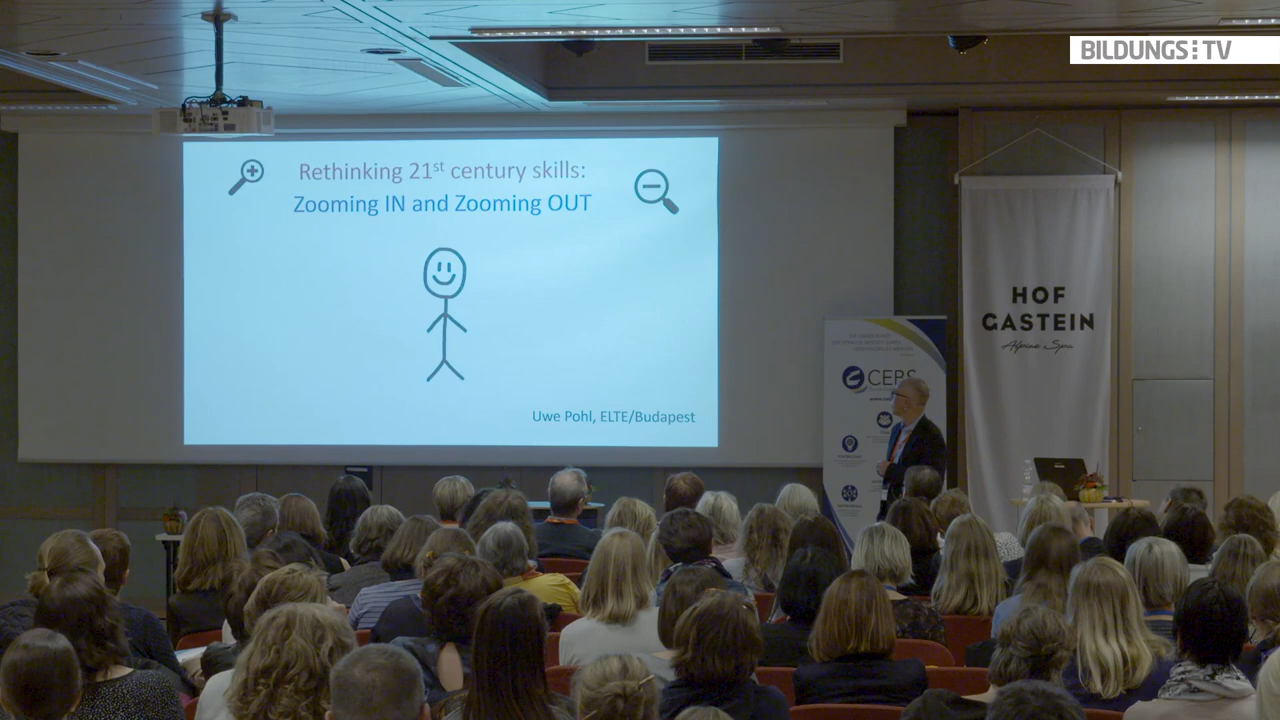 BILDUNGS TV
Rethinking 21st century skills:
Zooming IN and Zooming OUT
Uwe Pohl, ELTE/Budapest
HOF
GASTEIN
Alpine Spa
CEBS